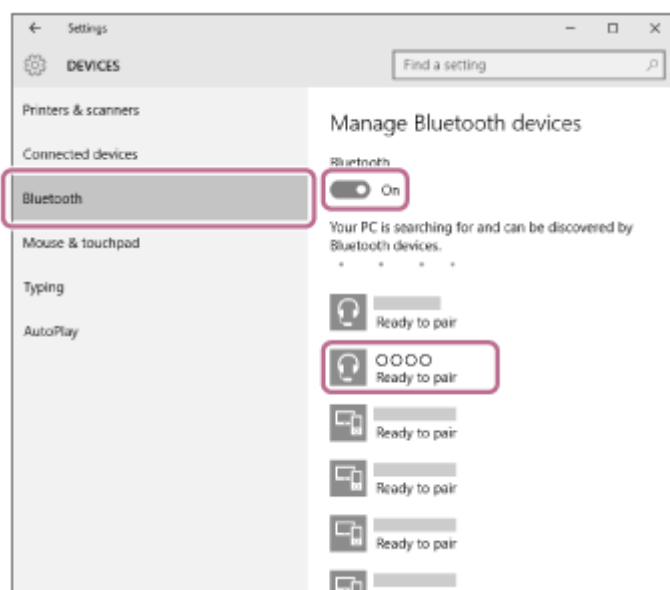 Settings
DEVICES
Find a setting
Printers & scanners
Connected devices
Bluetooth
Mouse & touchpad
Typing
AutoPlay
Manage Bluetooth devices
Bluetooth
On
Your PC is searching for and can be discovered by
Bluetooth devices.
Ready to pair
OOOO
Ready to pair
Ready to pair
Ready to pair
Ready to pair